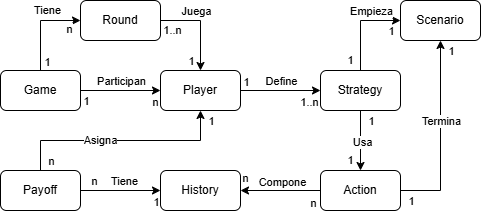 Tiene
Round
Juega
Empieza
Scenario
n
1..n
1
1
1
1
Game
Participan
Player
1
Define
Strategy
1
n
1..n
1
1
Asigna
Usa
Termina
n
1
Payoff
n
Tiene
History
n
Compone
Action
1
n
1